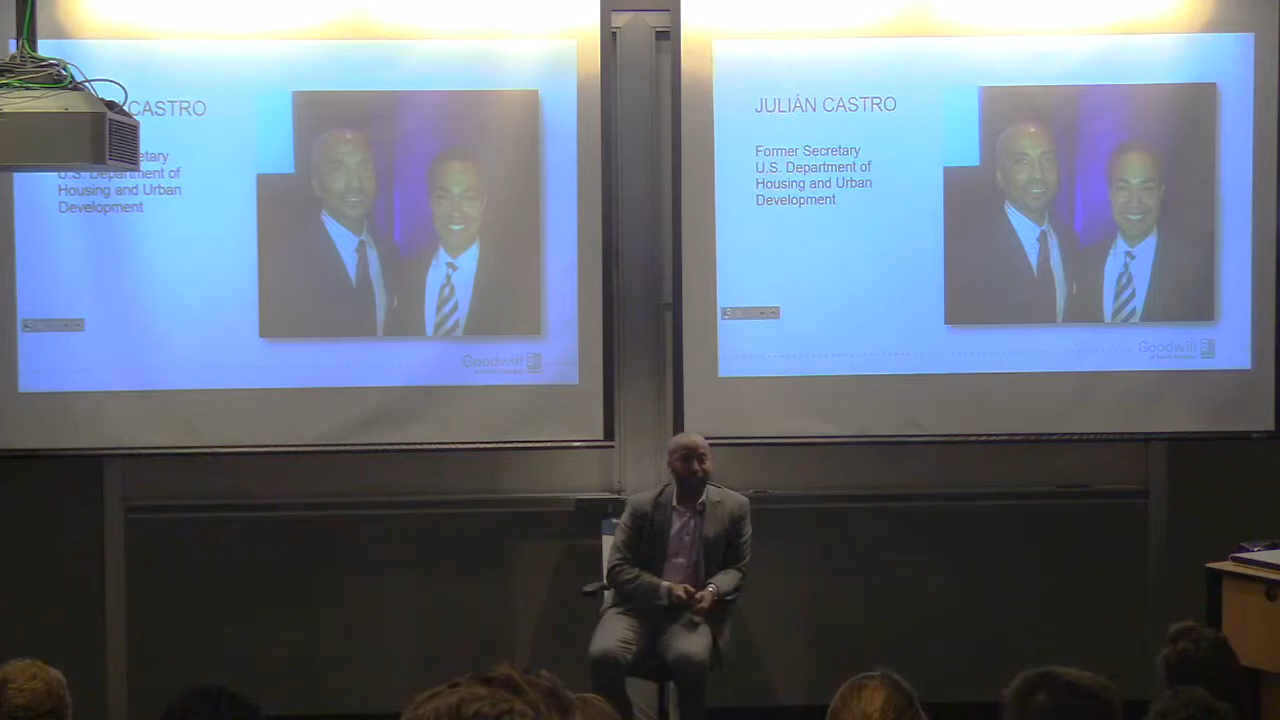 CASTRO
etary
U.S. Department of
Housing and Urban
Development
Goodwill
JULIÁN CASTRO
Former Secretary
U.S. Department of
Housing and Urban
Development
Goodwill